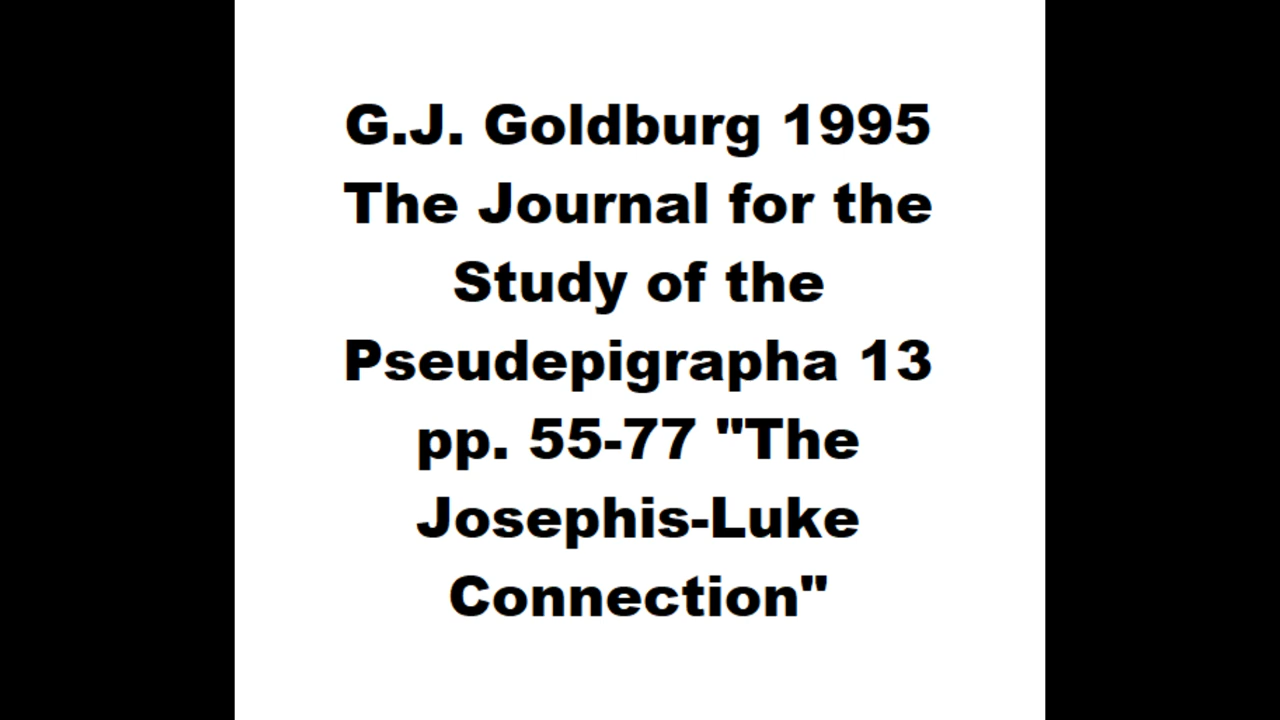 G.J. Goldburg 1995
The Journal for the
Study of the
Pseudepigrapha 13
pp. 55-77 "The
Josephis-Luke
Connection"